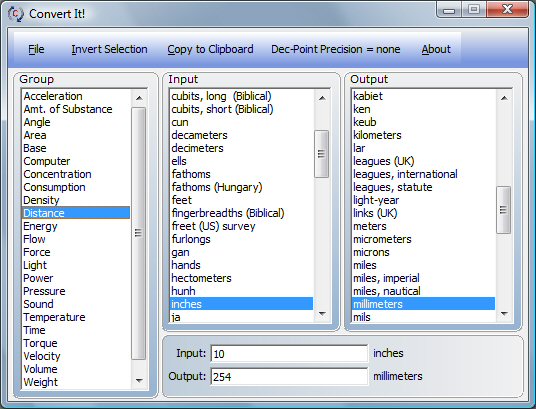 Convert It!
File Invert Selection Copy to Clipboard Dec-Point Precision = none About
Group
Acceleration
Amt. of Substance
Angle
Area
Base
Computer
Concentration
Consumption
Density
Distance
Energy
Flow
Force
Light
Power
Pressure
Sound
Temperature
Time
Torque
Velocity
Volume
Weight
Input
cubits, long (Biblical)
cubits, short (Biblical)
cun
decameters
decimeters
ells
fathoms
fathoms (Hungary)
feet
fingerbreadths (Biblical)
freet (US) survey
furlongs
gan
hands
hectometers
hunh
inches
ja
Output
kabiet
ken
keub
kilometers
lar
leagues (UK)
leagues, international
leagues, statute
light-year
links (UK)
meters
micrometers
microns
miles
miles, imperial
miles, nautical
millimeters
mils
Input: 10 inches
Output: 254 millimeters